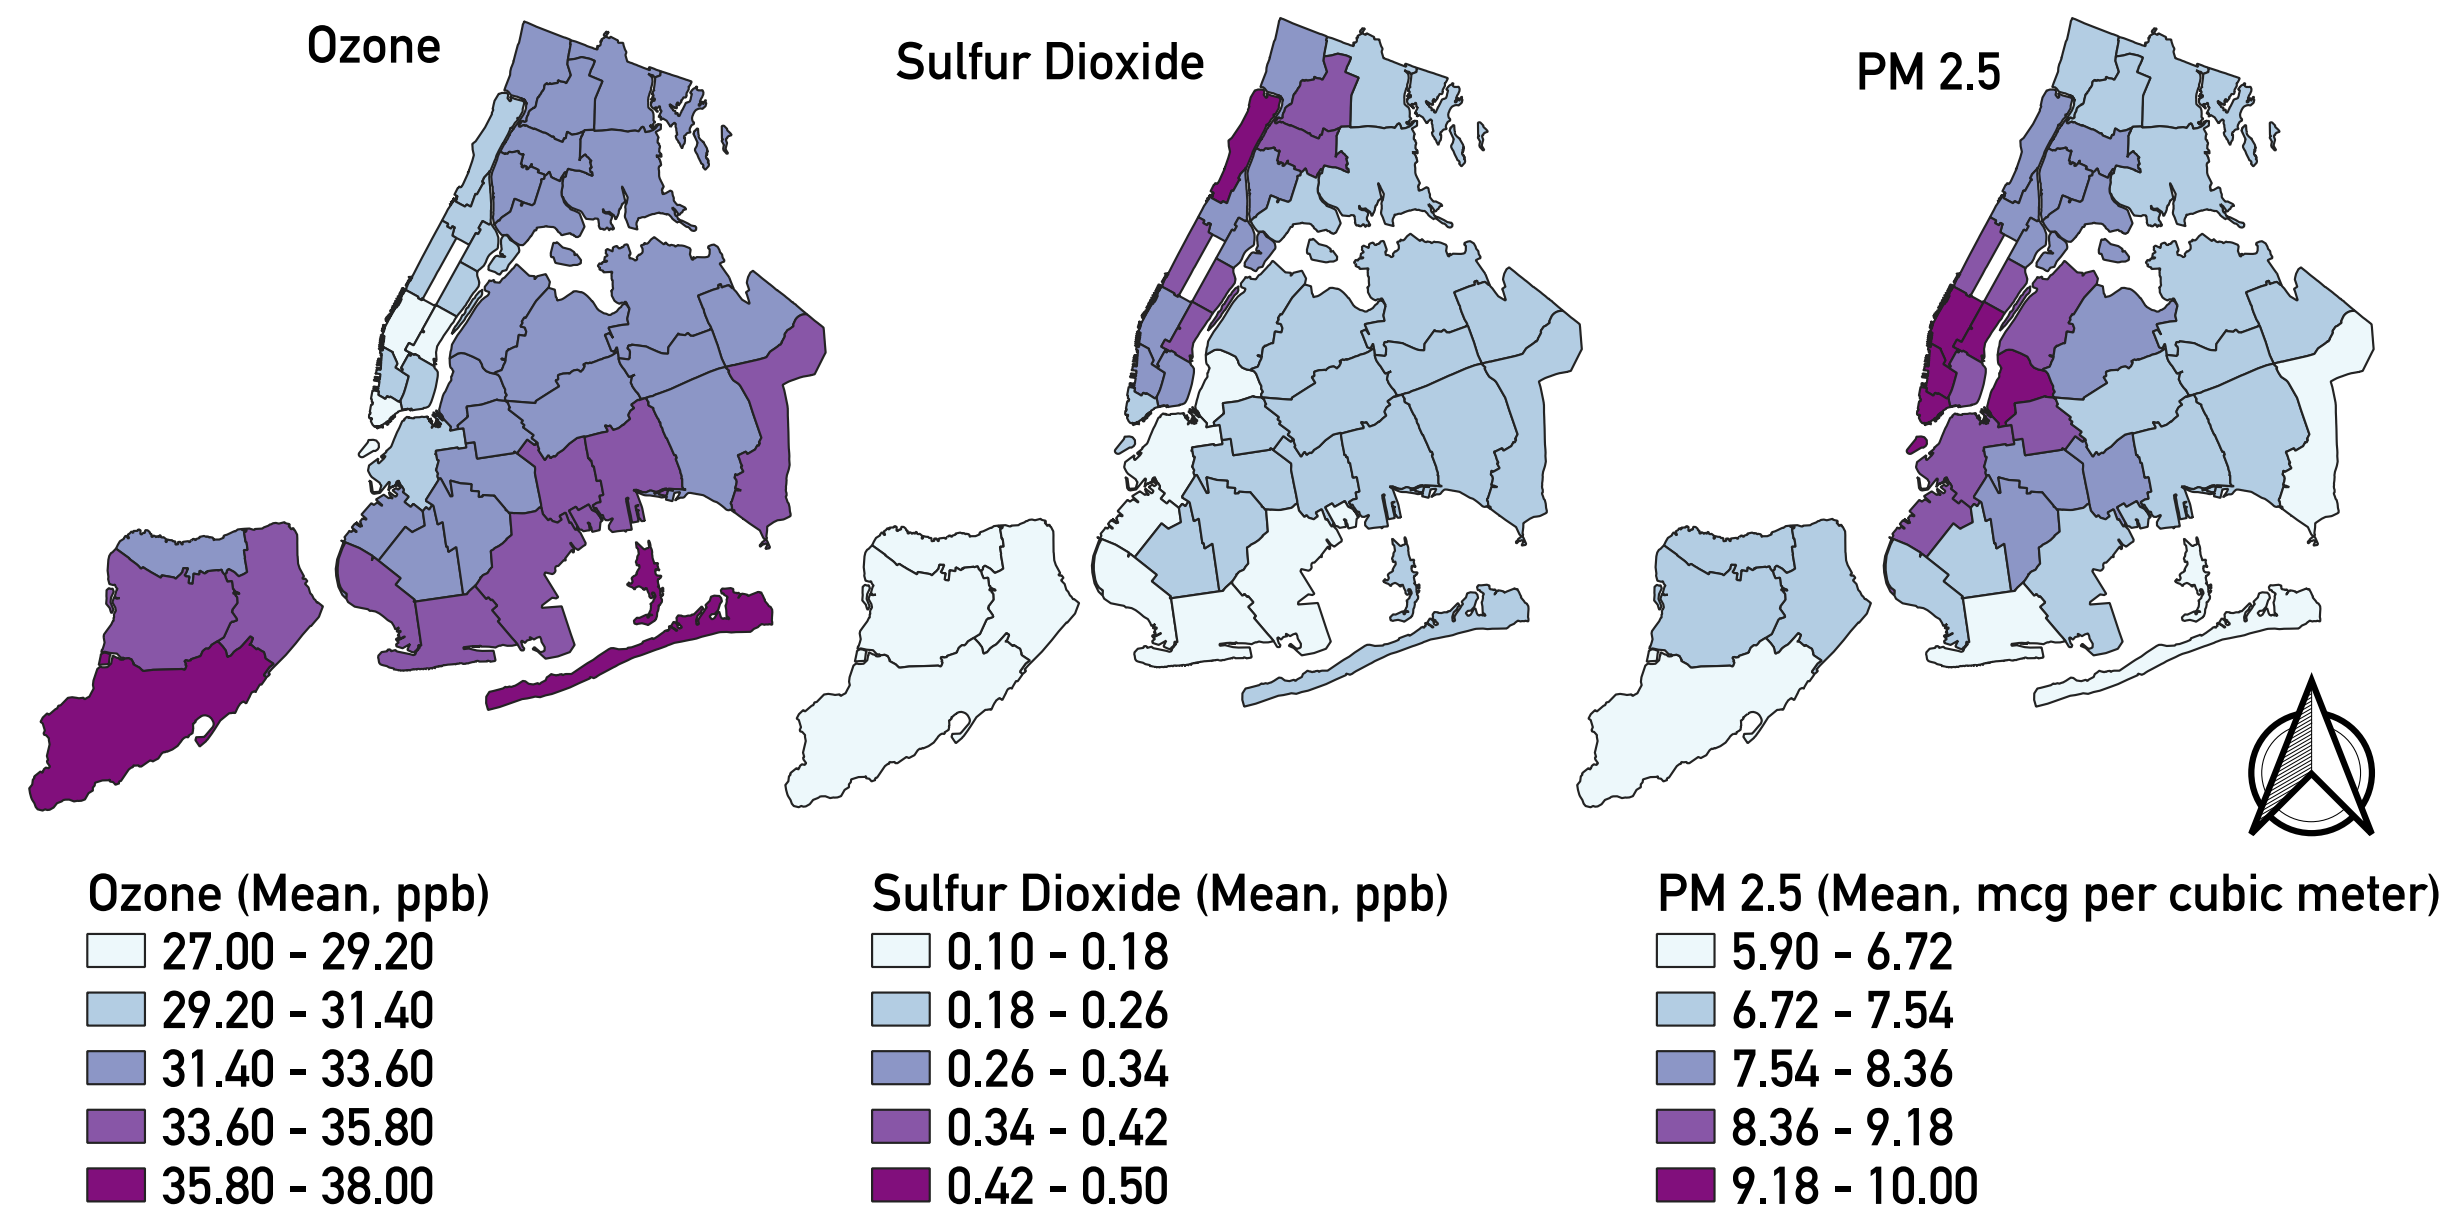 Ozone
Sulfur Dioxide
PM 2.5
Ozone (Mean, ppb)
27.00 - 29.20
29.20 - 31.40
31.40 - 33.60
33.60 - 35.80
35.80 - 38.00
Sulfur Dioxide (Mean, ppb)
0.10 - 0.18
0.18 - 0.26
0.26 - 0.34
0.34 - 0.42
0.42 - 0.50
PM 2.5 (Mean, mcg per cubic meter)
5.90 - 6.72
6.72 - 7.54
7.54 - 8.36
8.36 - 9.18
9.18 - 10.00